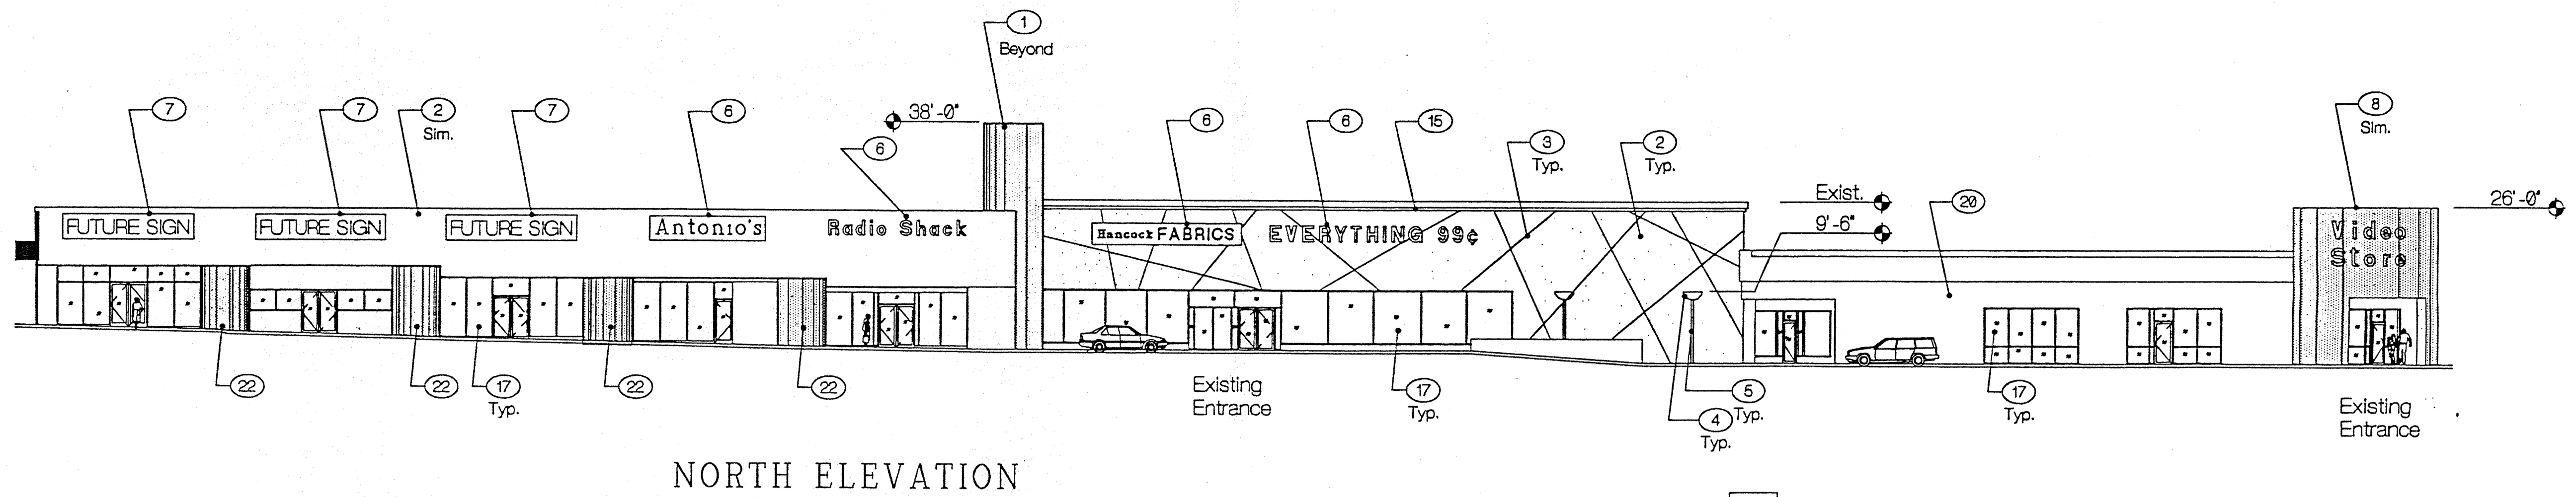 1
Beyond
7
7
2
Sim.
7
6
38'-0"
6
6
6
15
3
Typ.
2
Typ.
8
Sim.
Exist.
9'-6"
20
26'-0"
FUTURE SIGN
FUTURE SIGN
FUTURE SIGN
Antonio's
Radio Shack
Hancock FABRICS
EVERYTHING 99¢
Video
Store
22
22
17
Typ.
22
22
Existing
Entrance
17
Typ.
5
Typ.
4
Typ.
17
Typ.
Existing
Entrance
NORTH ELEVATION